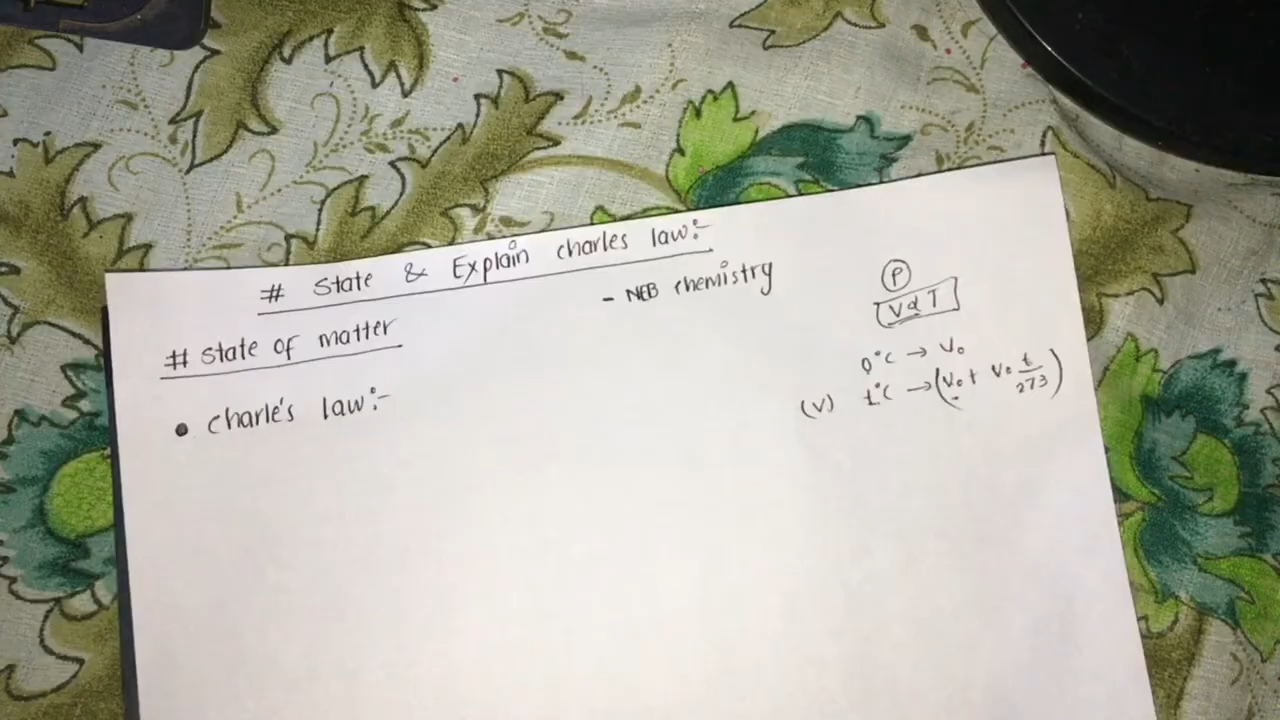 # State & Explain charles law:-
- NEB chemistry
# State of matter
• charle's law:-
P
V α T
0°C → V₀
(V) t°C → (V₀ + V₀ t/273)